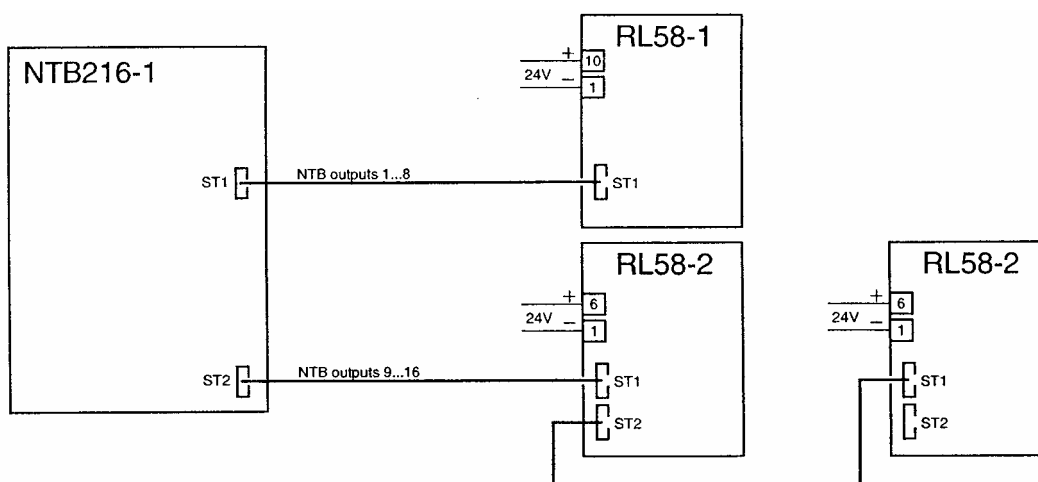 NTB216-1
ST1
NTB outputs 1...8
ST2
NTB outputs 9...16
RL58-1
+
10
24V
–
1
ST1
RL58-2
+
6
24V
–
1
ST1
ST2
RL58-2
+
6
24V
–
1
ST1
ST2